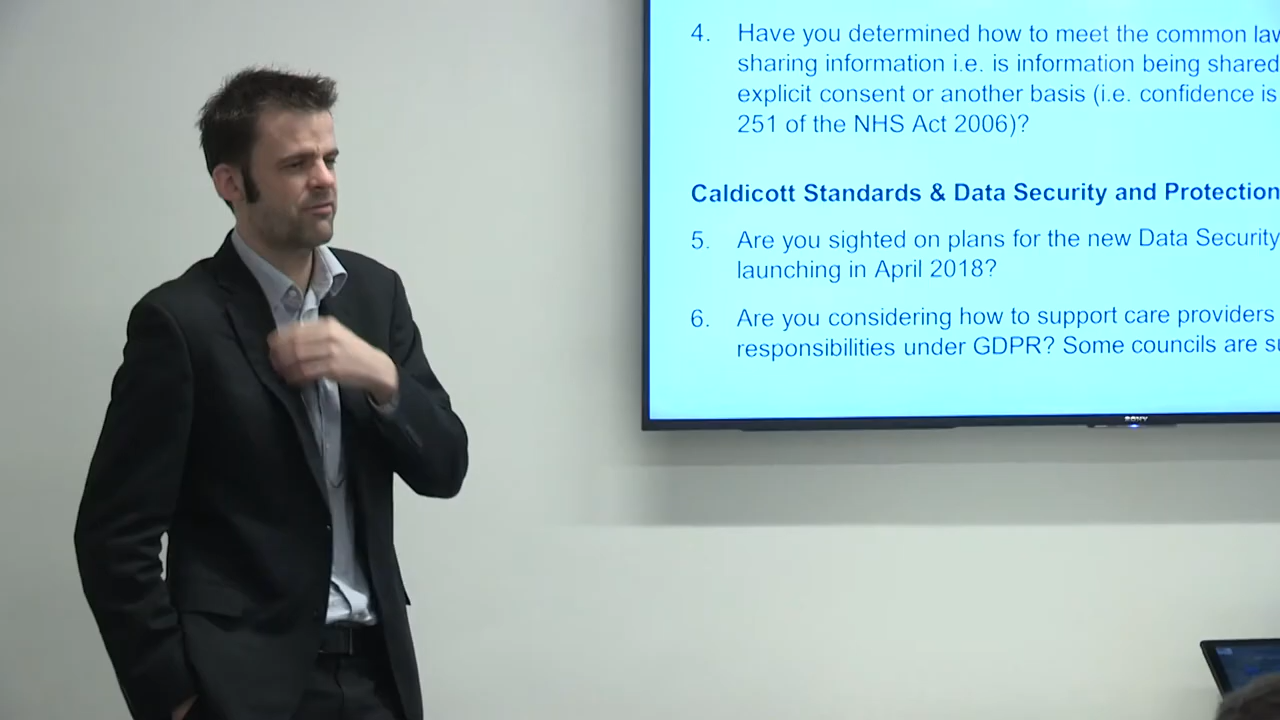 4. Have you determined how to meet the common law
sharing information i.e. is information being shared
explicit consent or another basis (i.e. confidence is
251 of the NHS Act 2006)?
Caldicott Standards & Data Security and Protection
5. Are you sighted on plans for the new Data Security
launching in April 2018?
6. Are you considering how to support care providers
responsibilities under GDPR? Some councils are
SONY